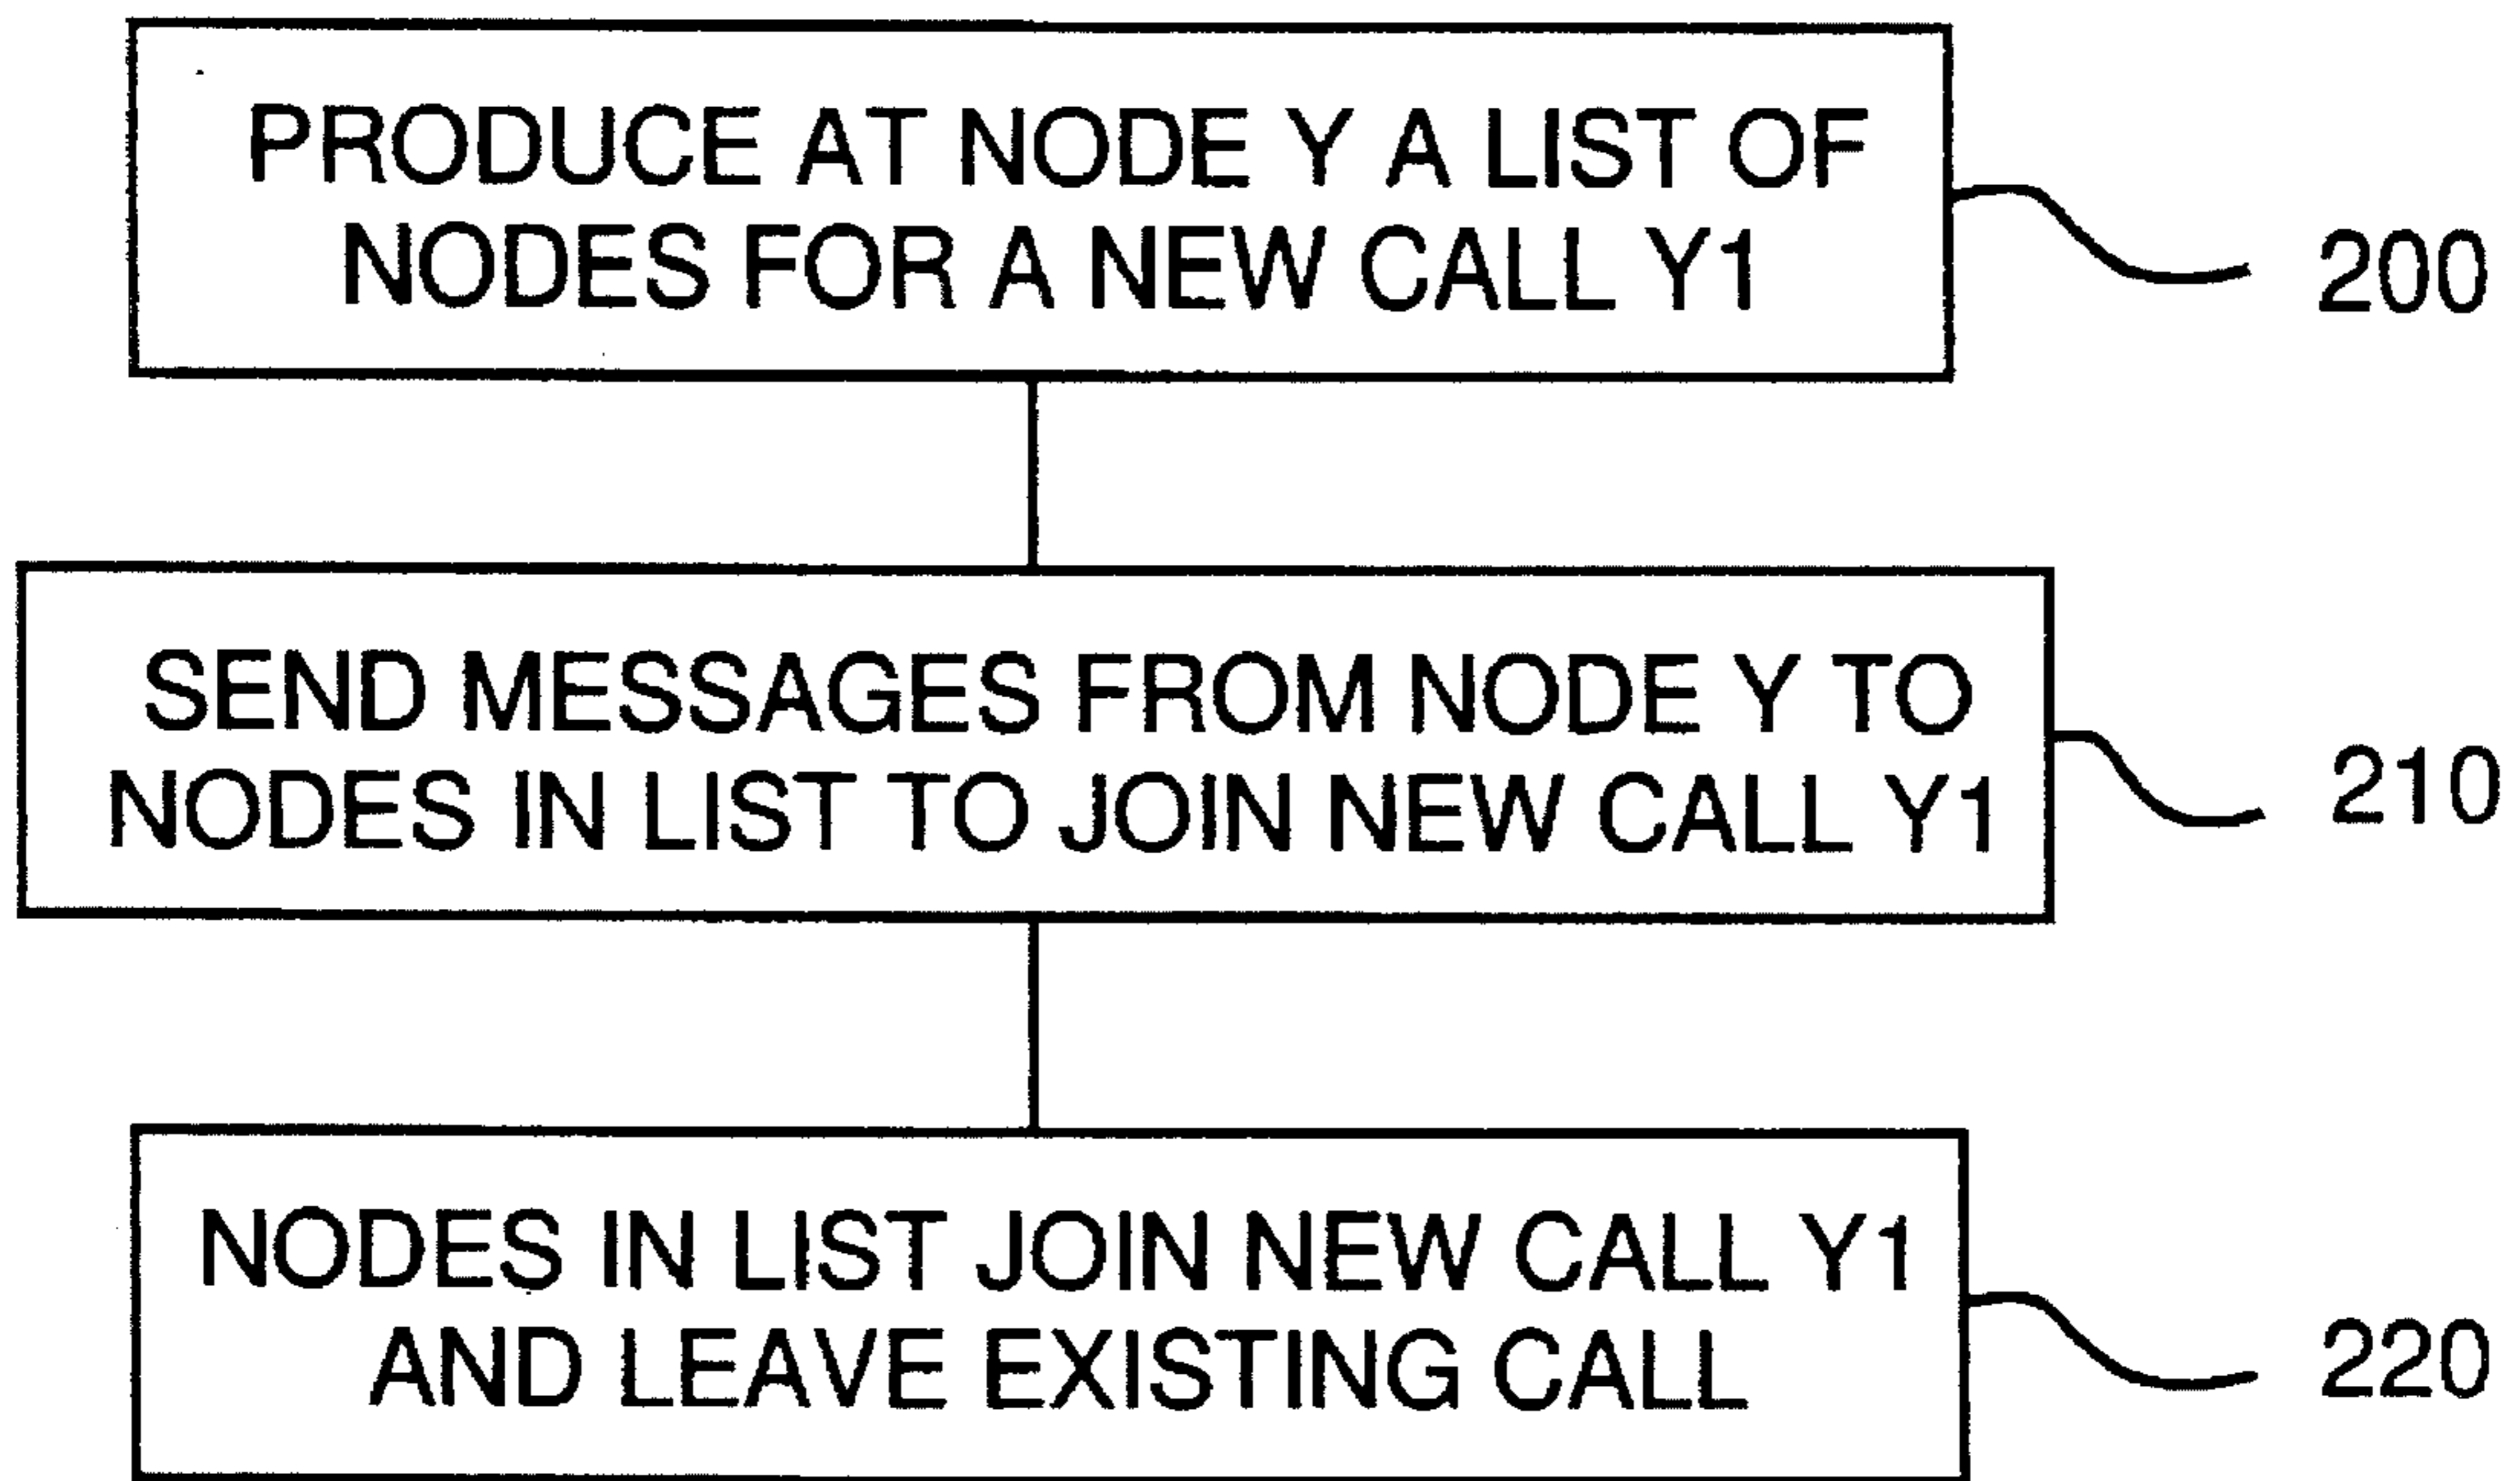 PRODUCE AT NODE Y A LIST OF
NODES FOR A NEW CALL Y1
200
SEND MESSAGES FROM NODE Y TO
NODES IN LIST TO JOIN NEW CALL Y1
210
NODES IN LIST JOIN NEW CALL Y1
AND LEAVE EXISTING CALL
220